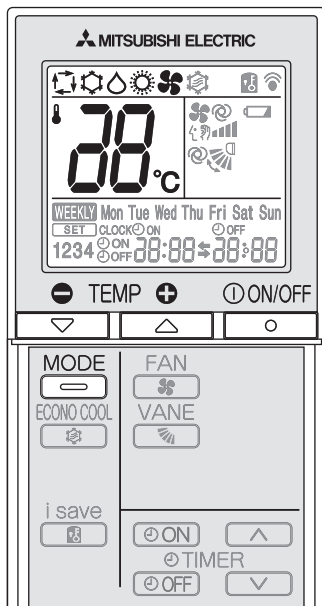 MITSUBISHI ELECTRIC
88 °C
WEEKLY Mon Tue Wed Thu Fri Sat Sun
SET CLOCK ON OFF
1234 ON OFF 88:88 88:88
TEMP ON/OFF
MODE FAN
ECONO COOL VANE
i save
ON
TIMER
OFF